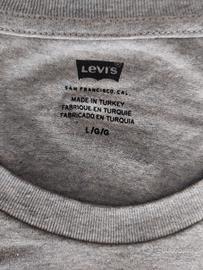 Levi's
SAN FRANCISCO, CAL.
MADE IN TURKEY
FABRIQUE EN TURQUIE
FABRICADO EN TURQUIA
L/G/G